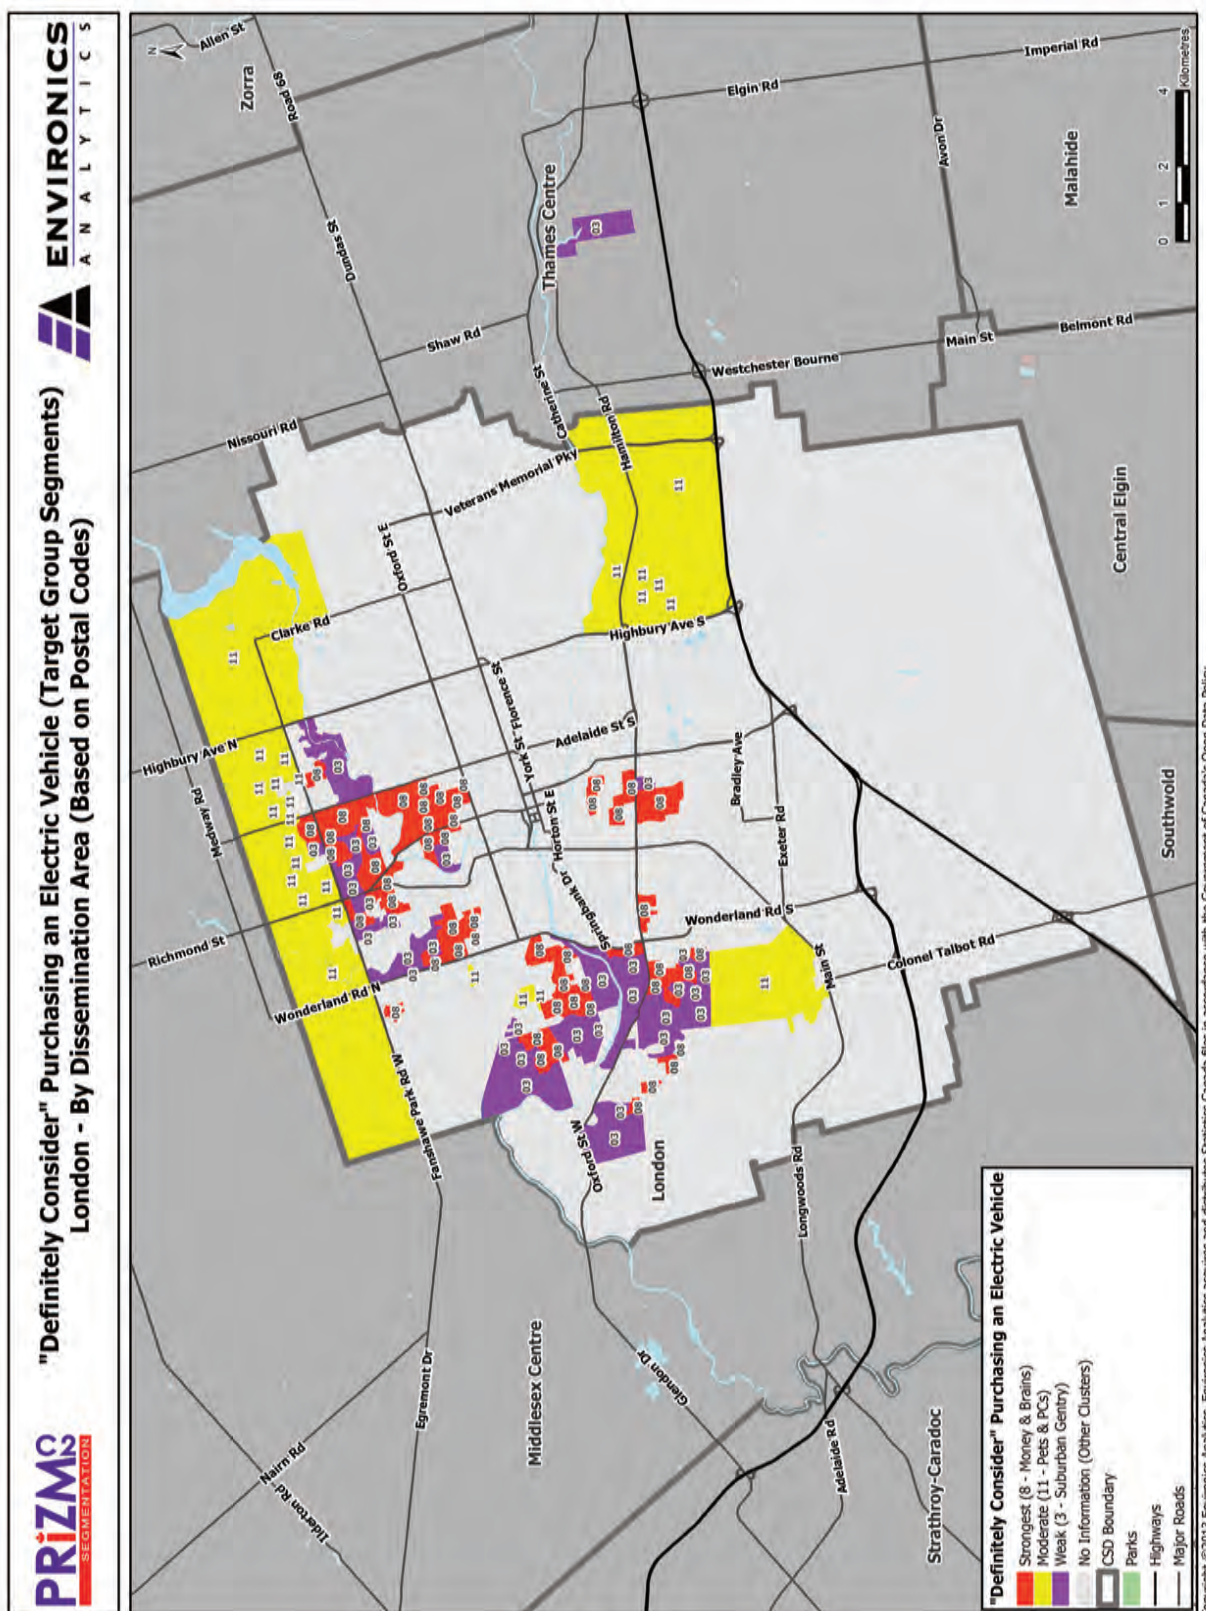 PRIZM C2
SEGMENTATION
"Definitely Consider" Purchasing an Electric Vehicle (Target Group Segments)
London - By Dissemination Area (Based on Postal Codes)
ENVIRONICS
ANALYTICS
N
Allen St
Zorra
Road 68
Dundas St
Nissouri Rd
Shaw Rd
Thames Centre
Elgin Rd
Imperial Rd
Avon Dr
Malahide
Belmont Rd
Main St
Westchester Bourne
Catherine St
Hamilton Rd
Veterans Memorial Pky
Oxford St E
Clarke Rd
Highbury Ave N
Highbury Ave S
Medway Rd
Richmond St
Florence St
York St
Adelaide St S
Horton St E
Springbank Dr
Bradley Ave
Exeter Rd
Wonderland Rd S
Wonderland Rd N
Main St
Colonel Talbot Rd
Central Elgin
Southwold
Fanshawe Park Rd W
Oxford St W
London
Longwoods Rd
Middlesex Centre
Glendon Dr
Egremont Dr
Nairn Rd
Ilderton Rd
Adelaide Rd
Strathroy-Caradoc
03
08
11
0 1 2 4
Kilometres
"Definitely Consider" Purchasing an Electric Vehicle
Strongest (8 - Money & Brains)
Moderate (11 - Pets & PCs)
Weak (3 - Suburban Gentry)
No Information (Other Clusters)
CSD Boundary
Parks
Highways
Major Roads